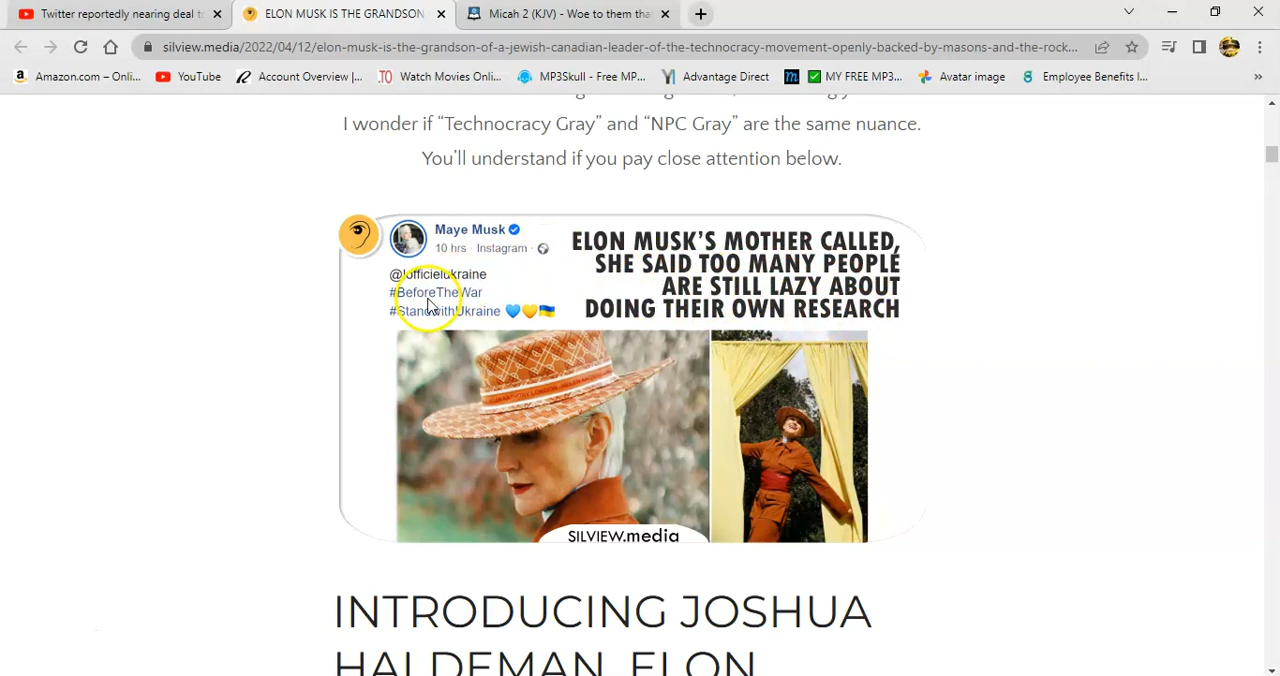 Twitter reportedly nearing deal to
ELON MUSK IS THE GRANDSON
Micah 2 (KJV) - Woe to them tha
silview.media/2022/04/12/elon-musk-is-the-grandson-of-a-jewish-canadian-leader-of-the-technocracy-movement-openly-backed-by-masons-and-the-rock...
Amazon.com – Onli...
YouTube
Account Overview |...
Watch Movies Onli...
MP3Skull - Free MP...
Advantage Direct
MY FREE MP3...
Avatar image
Employee Benefits I...
I wonder if “Technocracy Gray” and “NPC Gray” are the same nuance.
You’ll understand if you pay close attention below.
Maye Musk
10 hrs · Instagram ·
@lofficielukraine
#BeforeTheWar
#StandwithUkraine 💙💛🇺🇦
ELON MUSK’S MOTHER CALLED,
SHE SAID TOO MANY PEOPLE
ARE STILL LAZY ABOUT
DOING THEIR OWN RESEARCH
SILVIEW.media
INTRODUCING JOSHUA
HALDEMAN, ELON